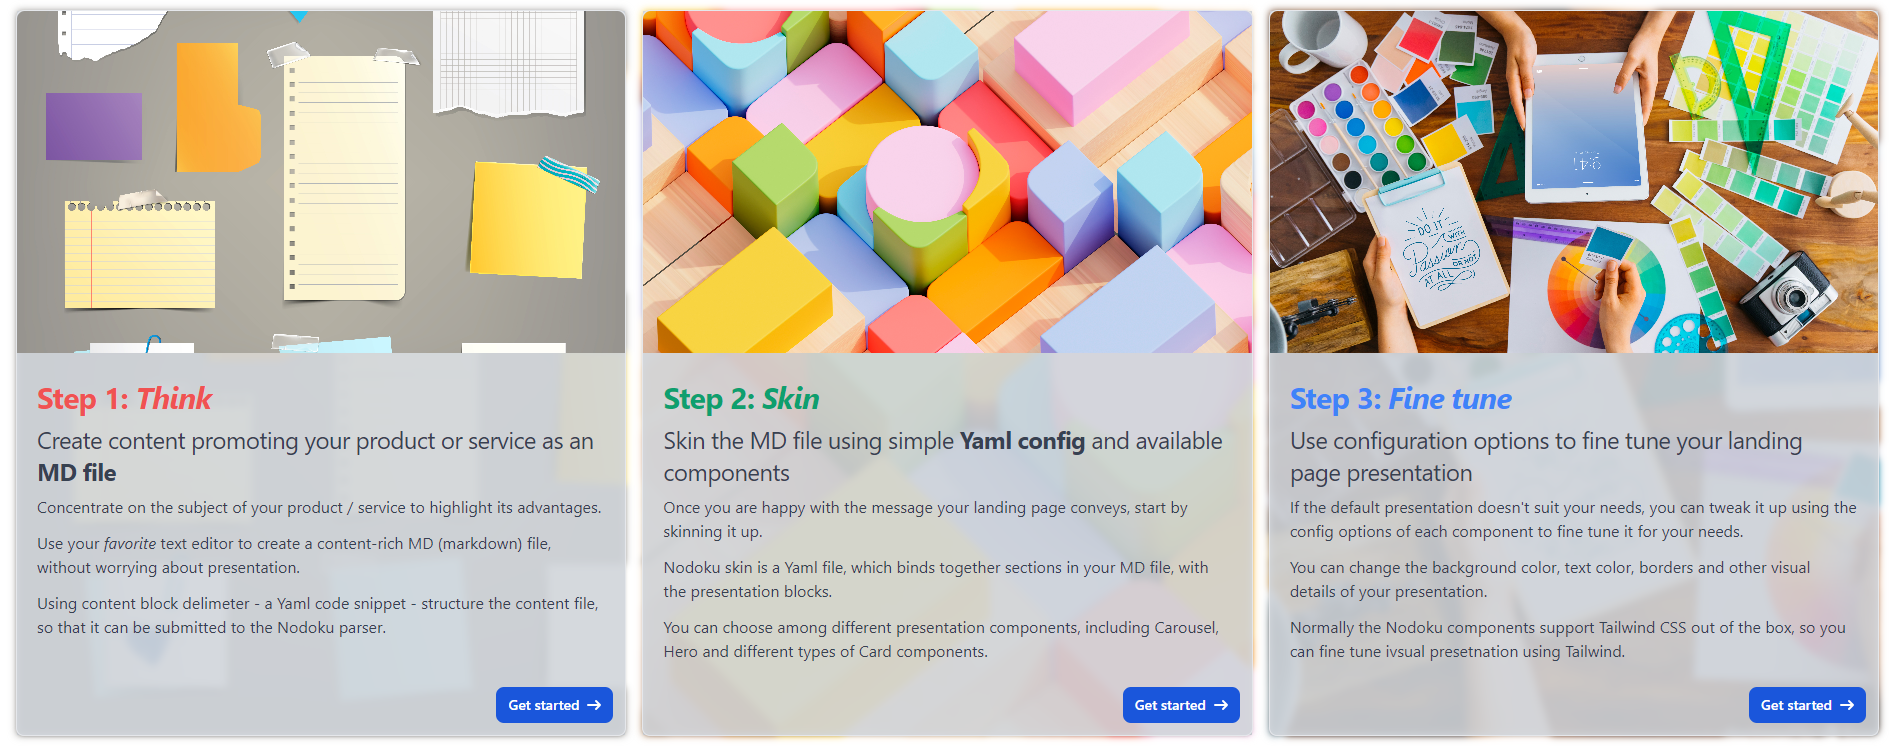 Step 1: Think
Create content promoting your product or service as an
MD file
Concentrate on the subject of your product / service to highlight its advantages.
Use your favorite text editor to create a content-rich MD (markdown) file,
without worrying about presentation.
Using content block delimeter - a Yaml code snippet - structure the content file,
so that it can be submitted to the Nodoku parser.
Get started →
DO IT
WITH
Passion
OR NOT
AT ALL
Step 2: Skin
Skin the MD file using simple Yaml config and available
components
Once you are happy with the message your landing page conveys, start by
skinning it up.
Nodoku skin is a Yaml file, which binds together sections in your MD file, with
the presentation blocks.
You can choose among different presentation components, including Carousel,
Hero and different types of Card components.
Get started →
Step 3: Fine tune
Use configuration options to fine tune your landing
page presentation
If the default presentation doesn't suit your needs, you can tweak it up using the
config options of each component to fine tune it for your needs.
You can change the background color, text color, borders and other visual
details of your presentation.
Normally the Nodoku components support Tailwind CSS out of the box, so you
can fine tune ivsual presetnation using Tailwind.
Get started →